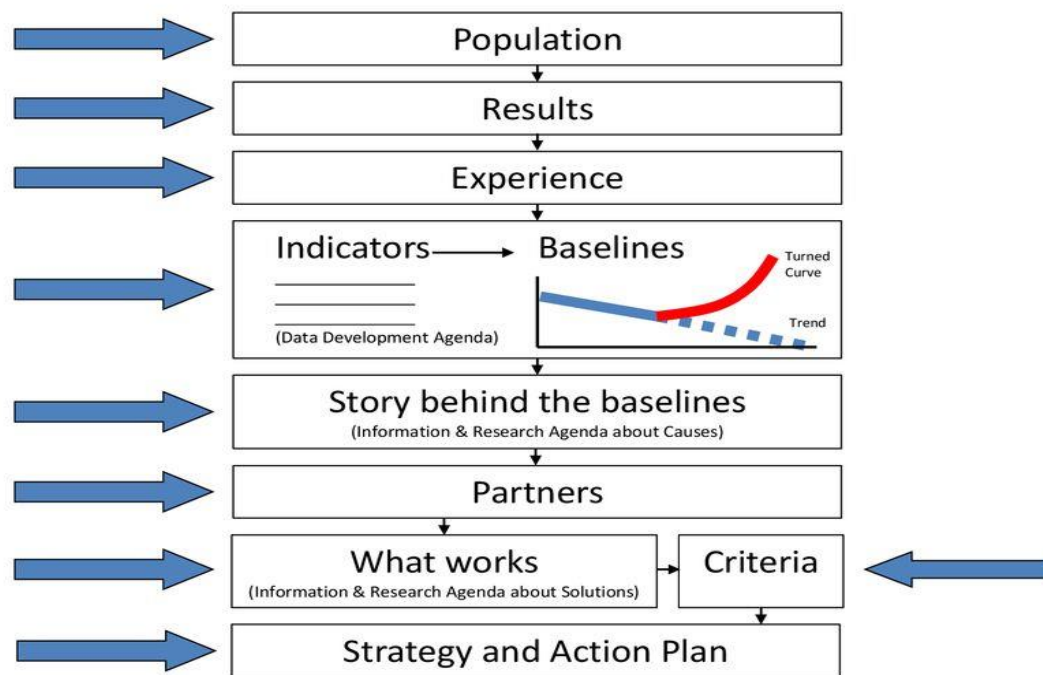 Population
Results
Experience
Indicators
Baselines
Turned
Curve
Trend
(Data Development Agenda)
Story behind the baselines
(Information & Research Agenda about Causes)
Partners
What works
(Information & Research Agenda about Solutions)
Criteria
Strategy and Action Plan